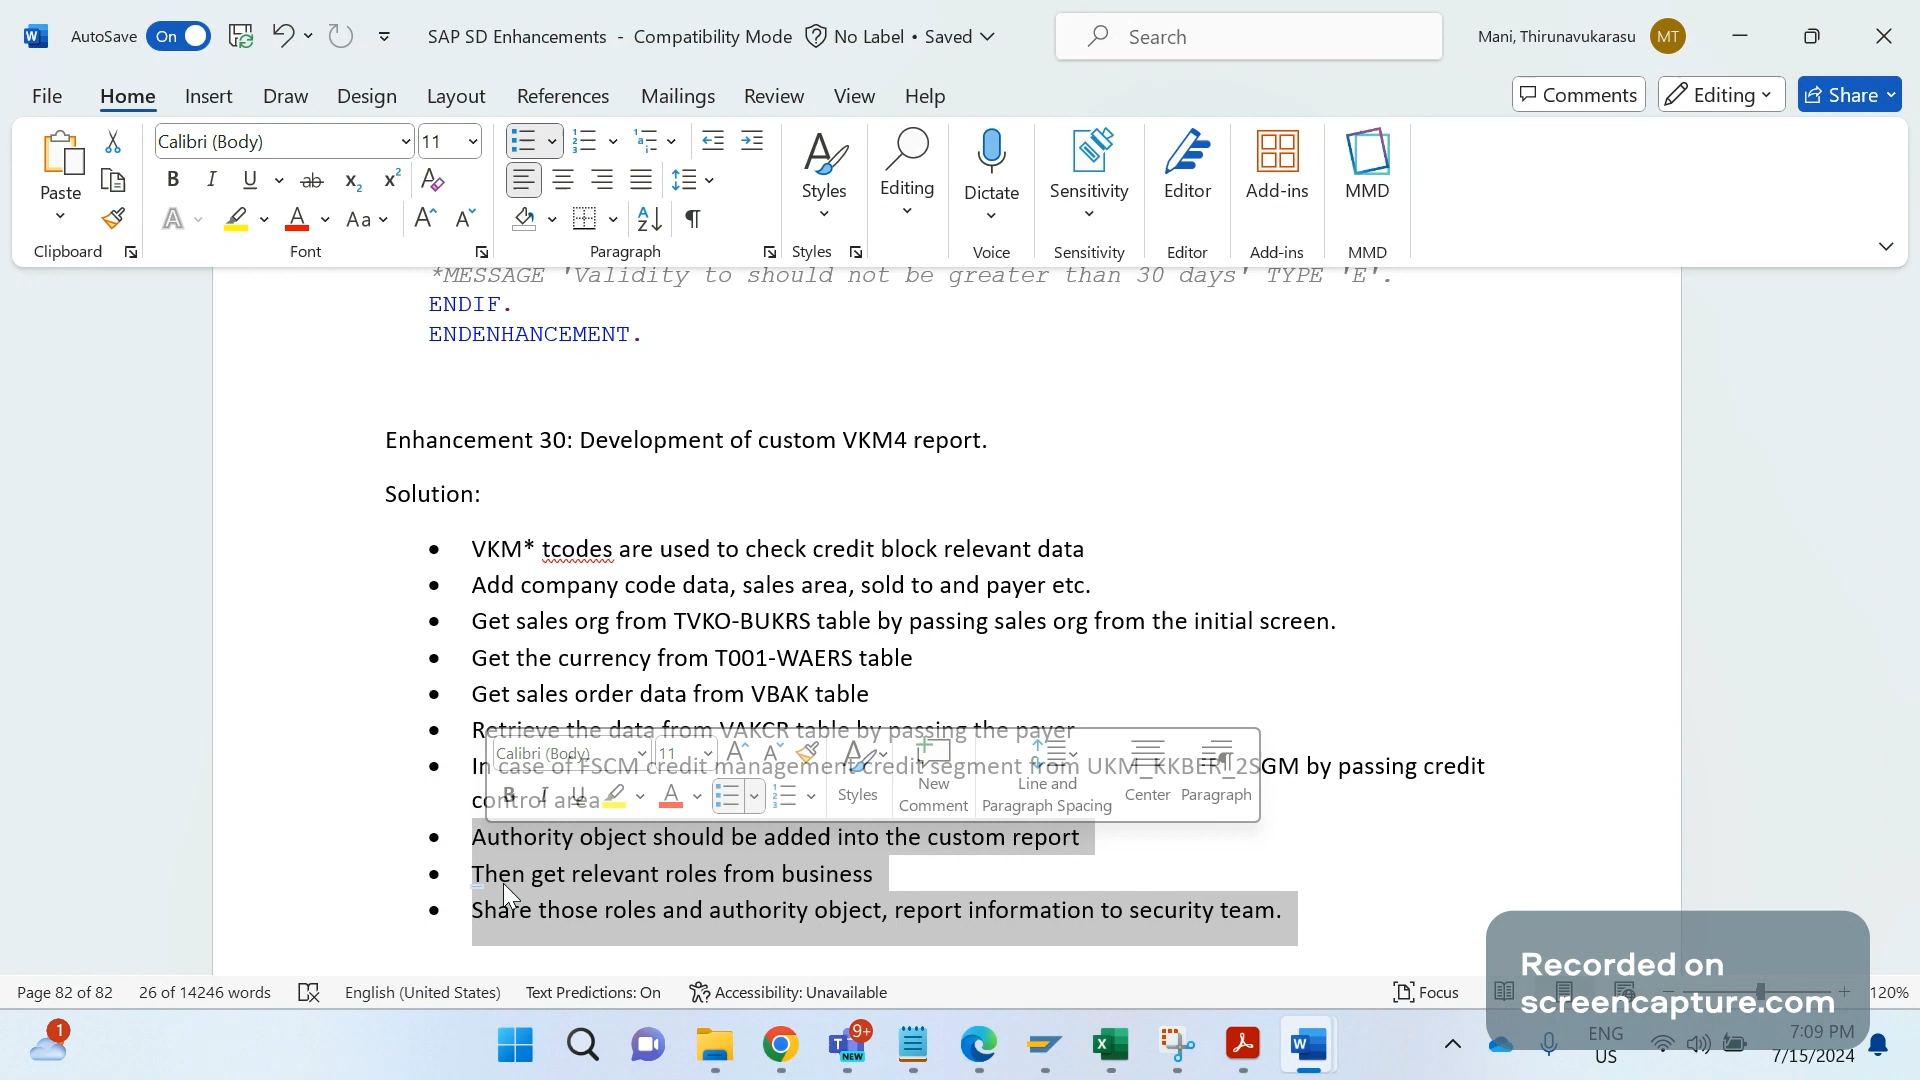 AutoSave On SAP SD Enhancements - Compatibility Mode No Label • Saved Search Mani, Thirunavukarasu MT
File Home Insert Draw Design Layout References Mailings Review View Help Comments Editing Share
Calibri (Body) 11
Paste Styles Editing Dictate Sensitivity Editor Add-ins MMD
Clipboard Font Paragraph Styles Voice Sensitivity Editor Add-ins MMD
*MESSAGE 'Validity to should not be greater than 30 days' TYPE 'E'.
ENDIF.
ENDENHANCEMENT.
Enhancement 30: Development of custom VKM4 report.
Solution:
• VKM* tcodes are used to check credit block relevant data
• Add company code data, sales area, sold to and payer etc.
• Get sales org from TVKO-BUKRS table by passing sales org from the initial screen.
• Get the currency from T001-WAERS table
• Get sales order data from VBAK table
• Retrieve the data from VAKCR table by passing the payer
Calibri (Body) 11
• In case of FSCM credit management credit segment from UKM_KKBER_2SGM by passing credit
control area
Styles New Comment Line and Paragraph Spacing Center Paragraph
• Authority object should be added into the custom report
• Then get relevant roles from business
• Share those roles and authority object, report information to security team.
Recorded on
screencapture.com
Page 82 of 82 26 of 14246 words English (United States) Text Predictions: On Accessibility: Unavailable Focus 120%
1 9+ NEW ENG US 7:09 PM 7/15/2024